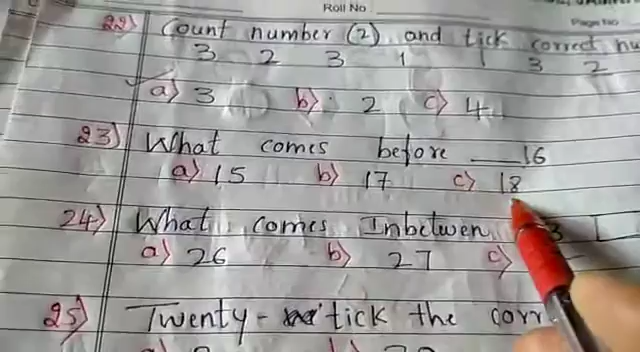 Roll No
Page No
22) Count number (2) and tick correct
3 2 3 1 1 3 2
a) 3 b) 2 c) 4
23) What comes before ___16
a) 15 b) 17 c) 18
24) What comes Inbetwen
a) 26 b) 27 c)
25) Twenty- tick the corr